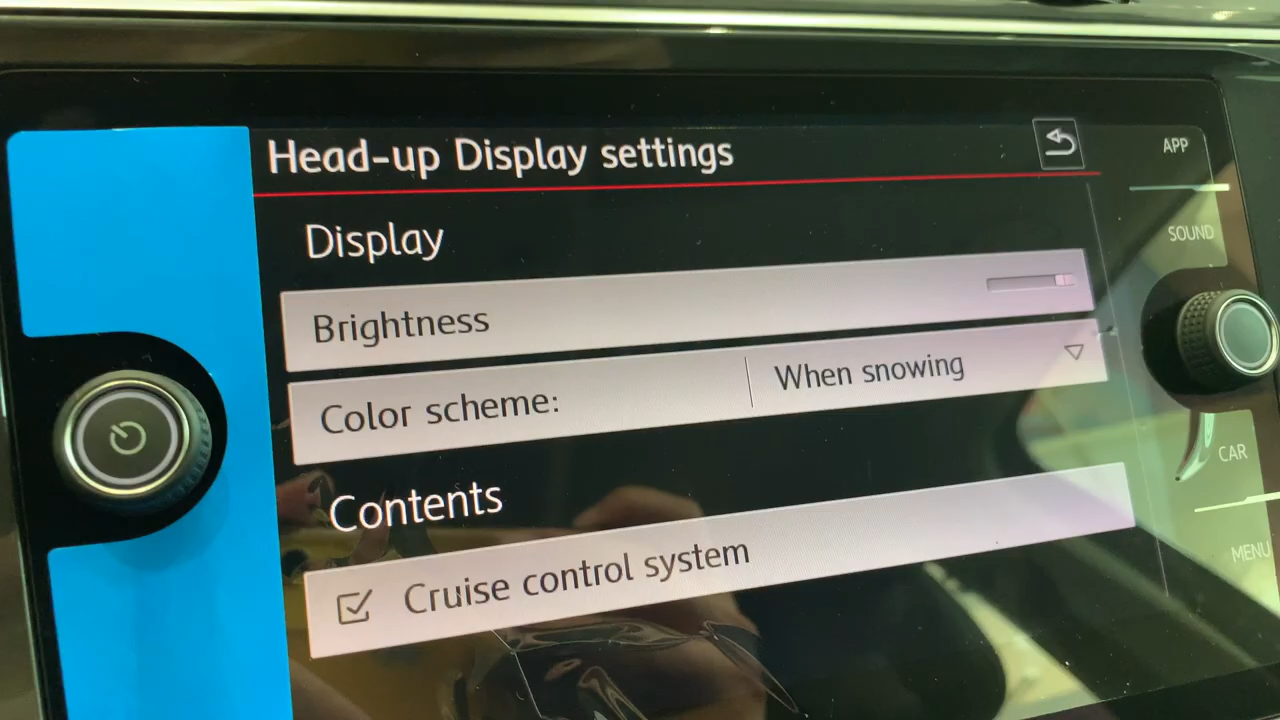 Head-up Display settings
APP
Display
SOUND
Brightness
Color scheme: When snowing
CAR
Contents
MENU
Cruise control system